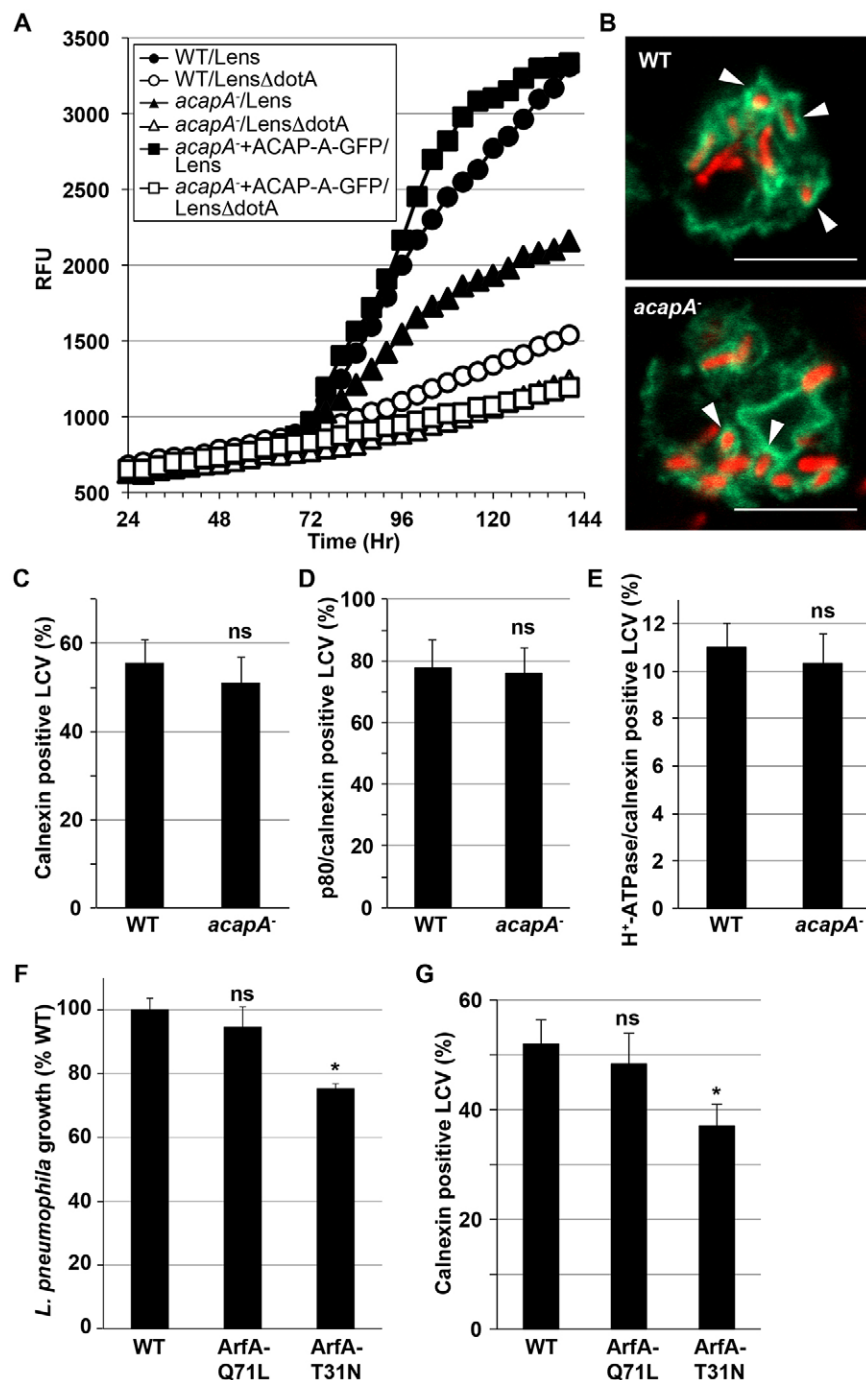 A
3500
3000
2500
2000
1500
1000
500
RFU
24
48
72
96
120
144
Time (Hr)
WT/Lens
WT/LensΔdotA
acapA-/Lens
acapA-/LensΔdotA
acapA-+ACAP-A-GFP/
Lens
acapA-+ACAP-A-GFP/
LensΔdotA
B
WT
acapA-
C
Calnexin positive LCV (%)
60
40
20
0
ns
WT
acapA-
D
p80/calnexin positive LCV (%)
100
80
60
40
20
0
ns
WT
acapA-
E
H+-ATPase/calnexin positive LCV (%)
12
10
8
6
4
2
0
ns
WT
acapA-
F
L. pneumophila growth (% WT)
100
80
60
40
20
0
ns
*
WT
ArfA-
Q71L
ArfA-
T31N
G
Calnexin positive LCV (%)
60
40
20
0
ns
*
WT
ArfA-
Q71L
ArfA-
T31N